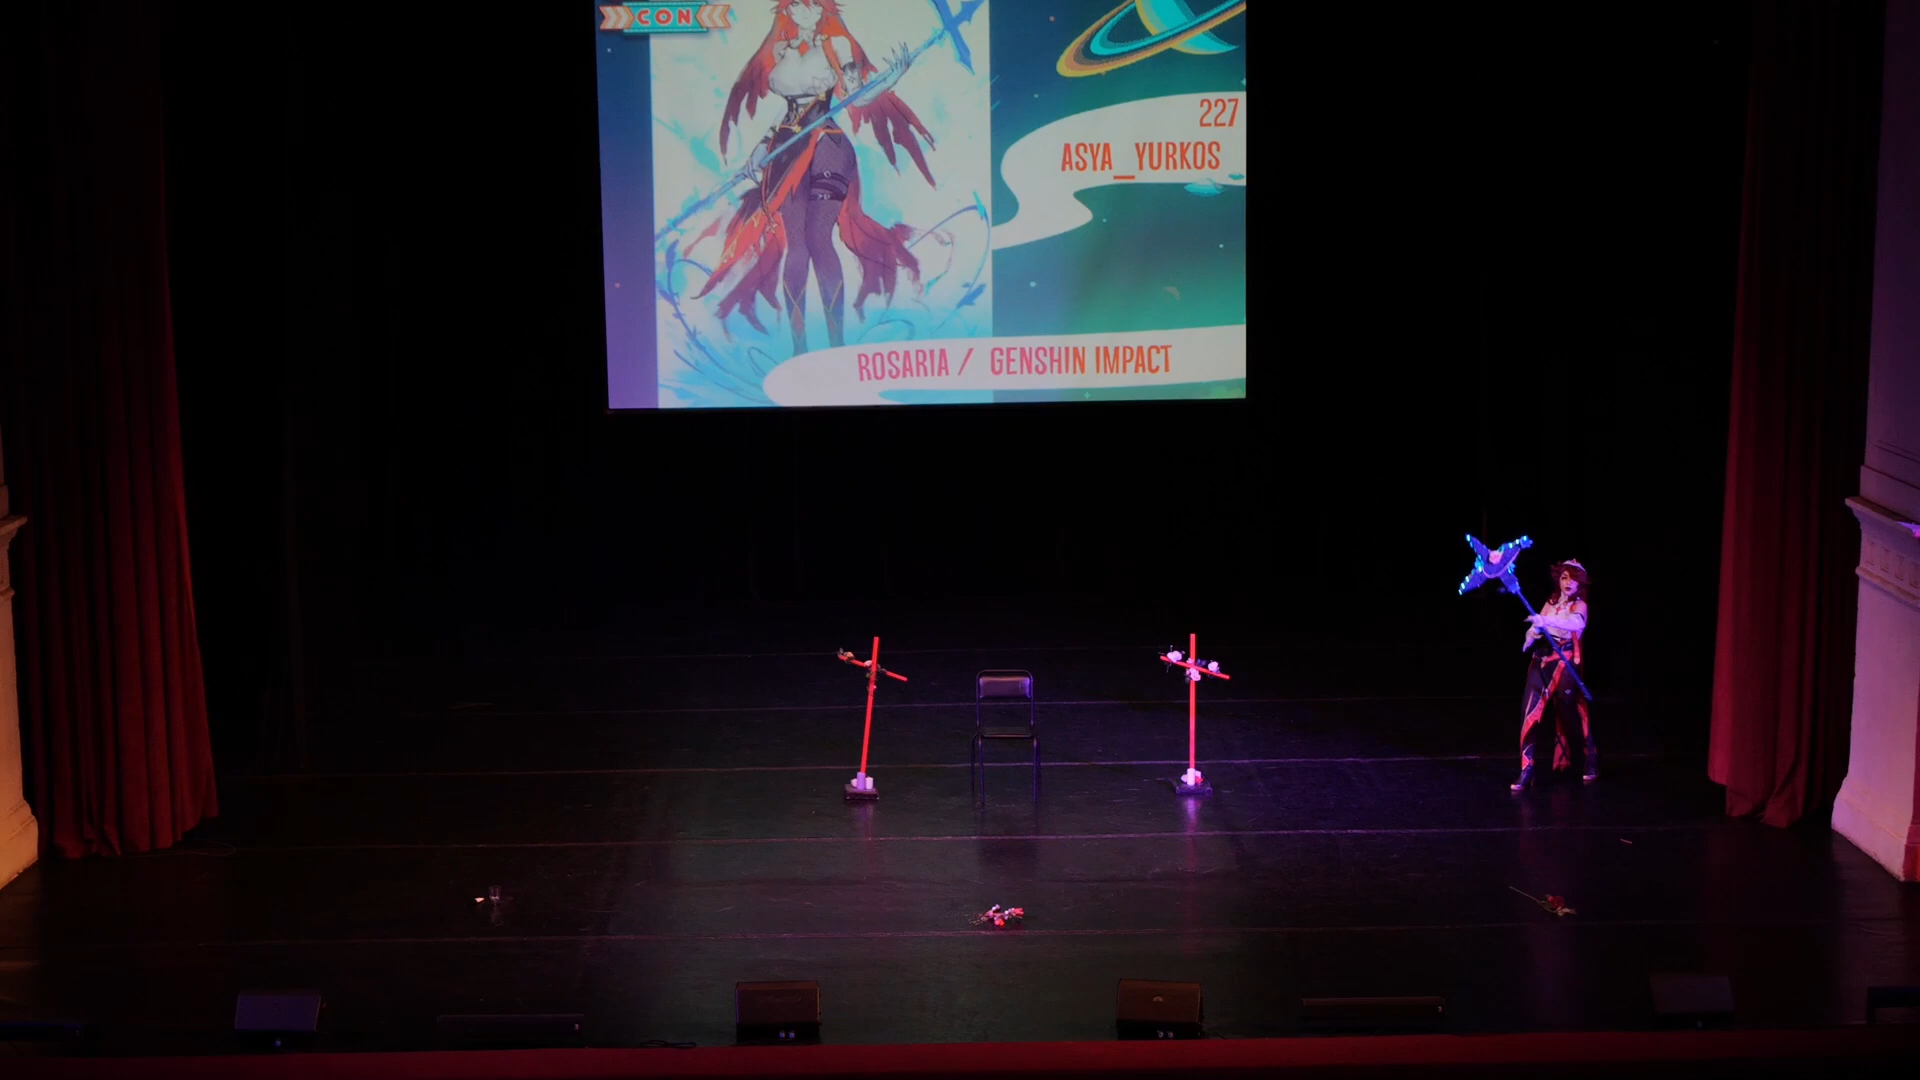 CON
227
ASYA_YURKOS
ROSARIA / GENSHIN IMPACT